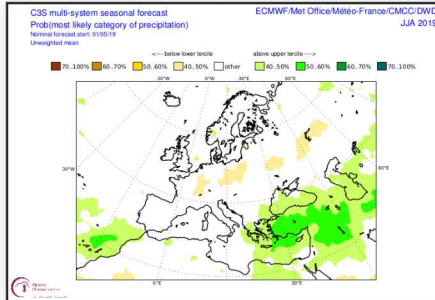 C3S multi-system seasonal forecast ECMWF/Met Office/Météo-France/CMCC/DWD
Prob(most likely category of precipitation) JJA 2019
Nominal forecast start: 01/05/19
Unweighted mean
<---- below lower tercile above upper tercile ---->
70..100% 60..70% 50..60% 40..50% other 40..50% 50..60% 60..70% 70..100%
30°W 0°W 30°E 60°E
30°W 60°E
0°E 30°E
Climate